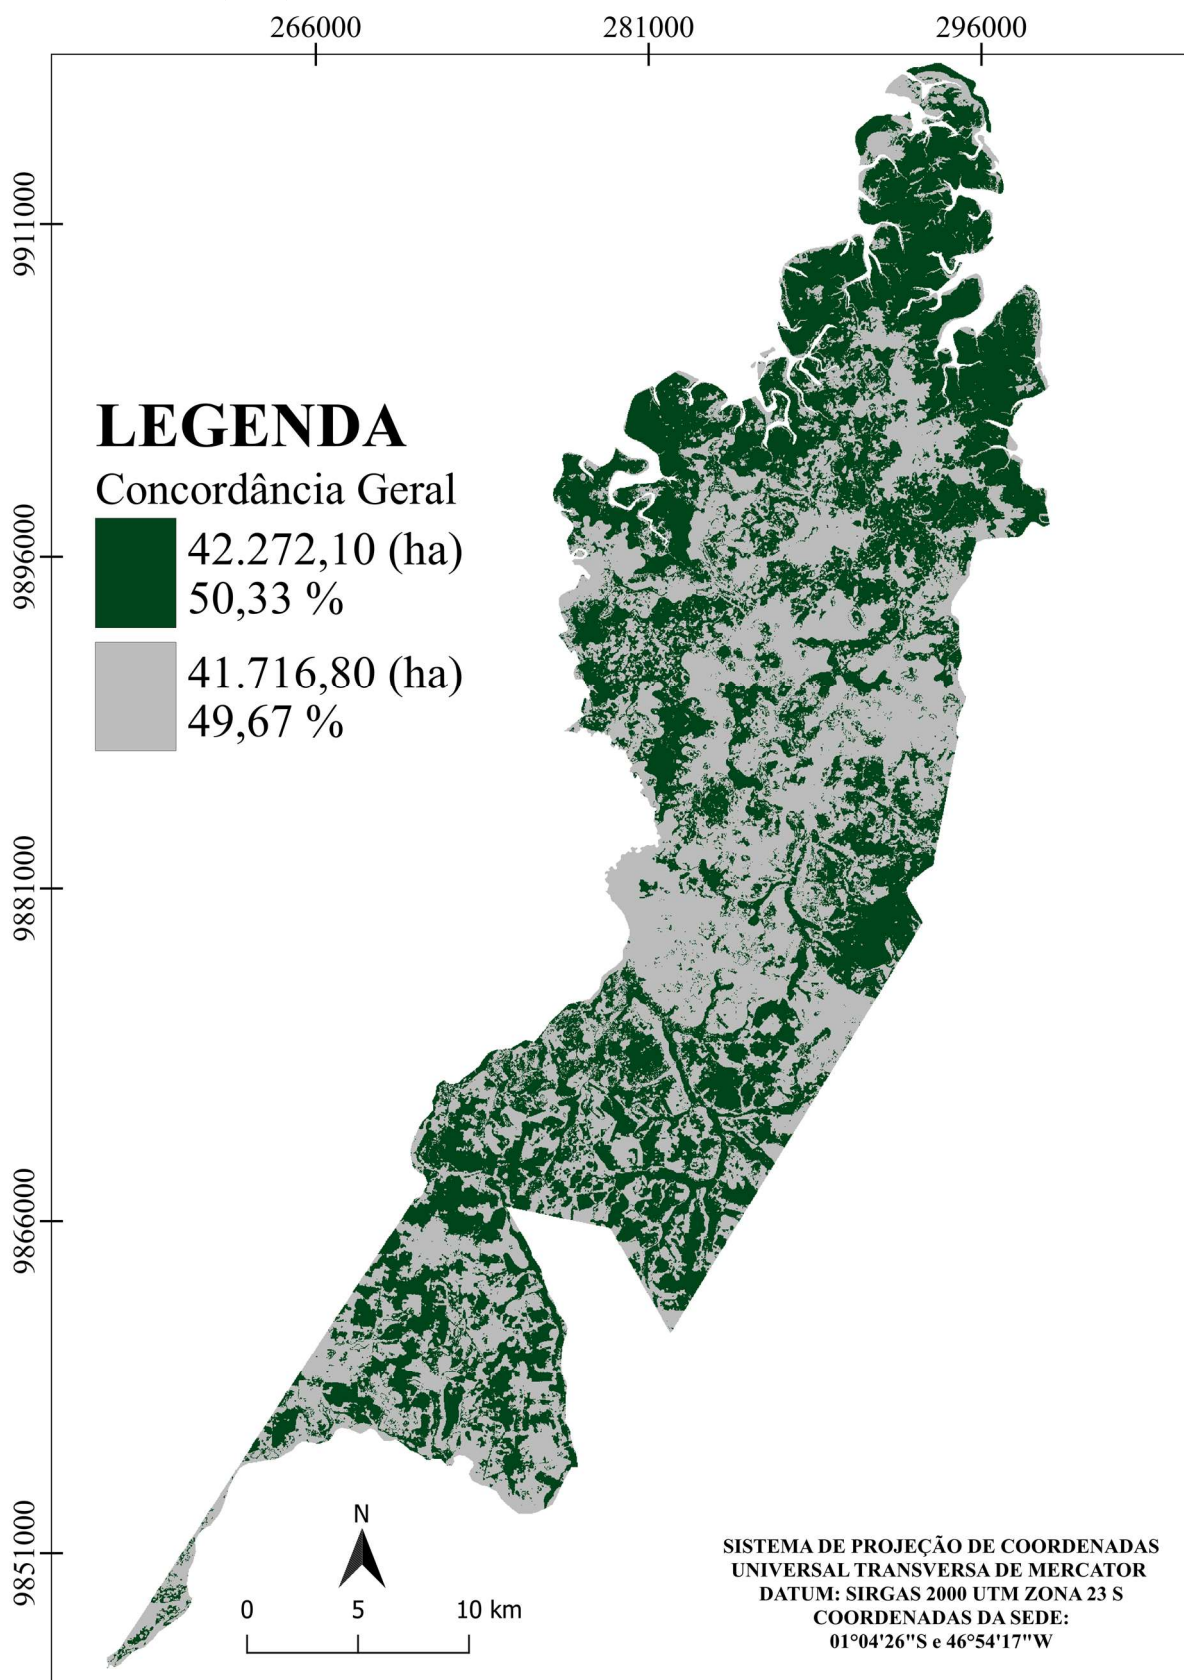 266000 281000 296000
9911000
9896000
9881000
9866000
9851000
LEGENDA
Concordância Geral
42.272,10 (ha)
50,33 %
41.716,80 (ha)
49,67 %
N
0 5 10 km
SISTEMA DE PROJEÇÃO DE COORDENADAS
UNIVERSAL TRANSVERSA DE MERCATOR
DATUM: SIRGAS 2000 UTM ZONA 23 S
COORDENADAS DA SEDE:
01°04'26"S e 46°54'17"W